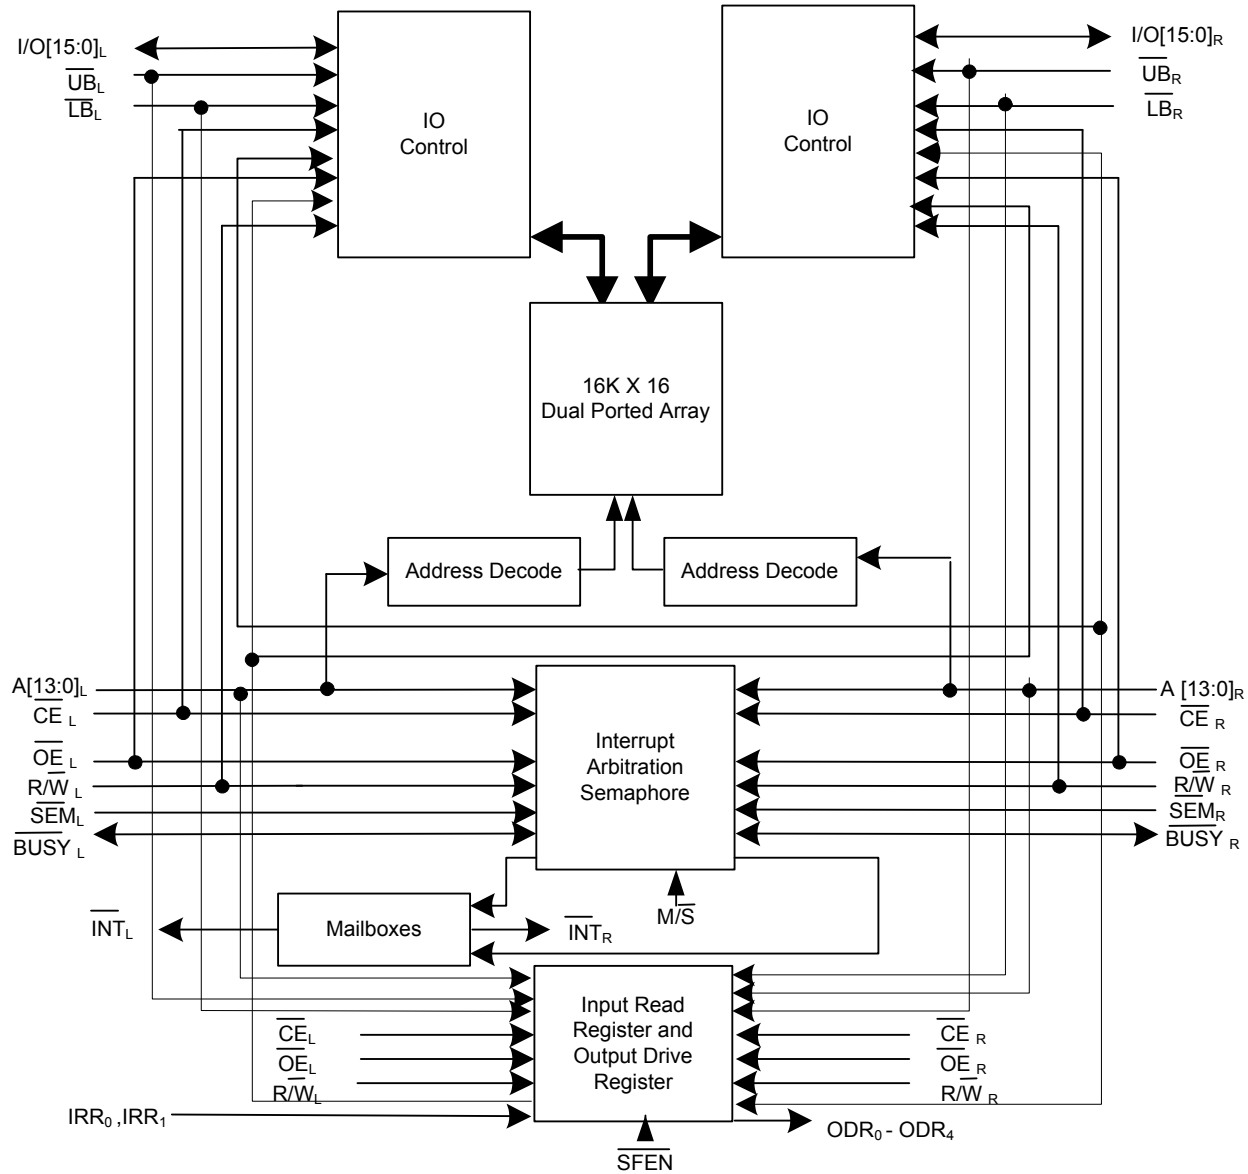 I/O[15:0]L
I/O[15:0]R
UBL
UBR
LBL
LBR
IO
Control
IO
Control
16K X 16
Dual Ported Array
Address Decode
Address Decode
A[13:0]L
A [13:0]R
CE L
CE R
Interrupt
Arbitration
Semaphore
OE L
OE R
R/W L
R/W R
SEML
SEMR
BUSY L
BUSY R
M/S
INTL
Mailboxes
INTR
Input Read
Register and
Output Drive
Register
CEL
CE R
OEL
OE R
R/WL
R/W R
IRR0 ,IRR1
ODR0 - ODR4
SFEN